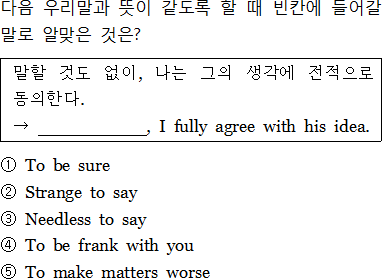 다음 우리말과 뜻이 같도록 할 때 빈칸에 들어갈
말로 알맞은 것은?
말할 것도 없이, 나는 그의 생각에 전적으로
동의한다.
→ ____________, I fully agree with his idea.
① To be sure
② Strange to say
③ Needless to say
④ To be frank with you
⑤ To make matters worse